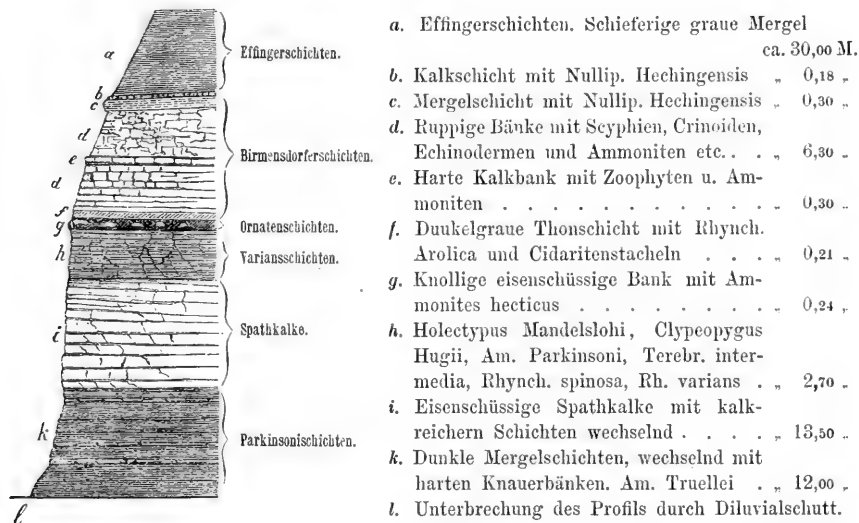 a
b
c
d
e
d
f
g
h
i
k
l
Effingerschichten.
Birmensdorferschichten.
Ornatenschichten.
Variansschichten.
Spathkalke.
Parkinsonischichten.
a. Effingerschichten. Schieferige graue Mergel
ca. 30,00 M.
b. Kalkschicht mit Nullip. Hechingensis „ 0,18 „
c. Mergelschicht mit Nullip. Hechingensis „ 0,30 „
d. Ruppige Bänke mit Scyphien, Crinoiden,
Echinodermen und Ammoniten etc.. . „ 6,30 „
e. Harte Kalkbank mit Zoophyten u. Am-
moniten . . . . . . . . . . . . „ 0,30 „
f. Dunkelgraue Thonschicht mit Rhynch.
Arolica und Cidaritenstacheln . . . „ 0,21 „
g. Knollige eisenschüssige Bank mit Am-
monites hecticus . . . . . . . . „ 0,24 „
h. Holectypus Mandelslohi, Clypeopygus
Hugii, Am. Parkinsoni, Terebr. inter-
media, Rhynch. spinosa, Rh. varians . „ 2,70 „
i. Eisenschüssige Spathkalke mit kalk-
reichern Schichten wechselnd . . . . „ 13,50 „
k. Dunkle Mergelschichten, wechselnd mit
harten Knauerbänken. Am. Truellei . „ 12,00 „
l. Unterbrechung des Profils durch Diluvialschutt.